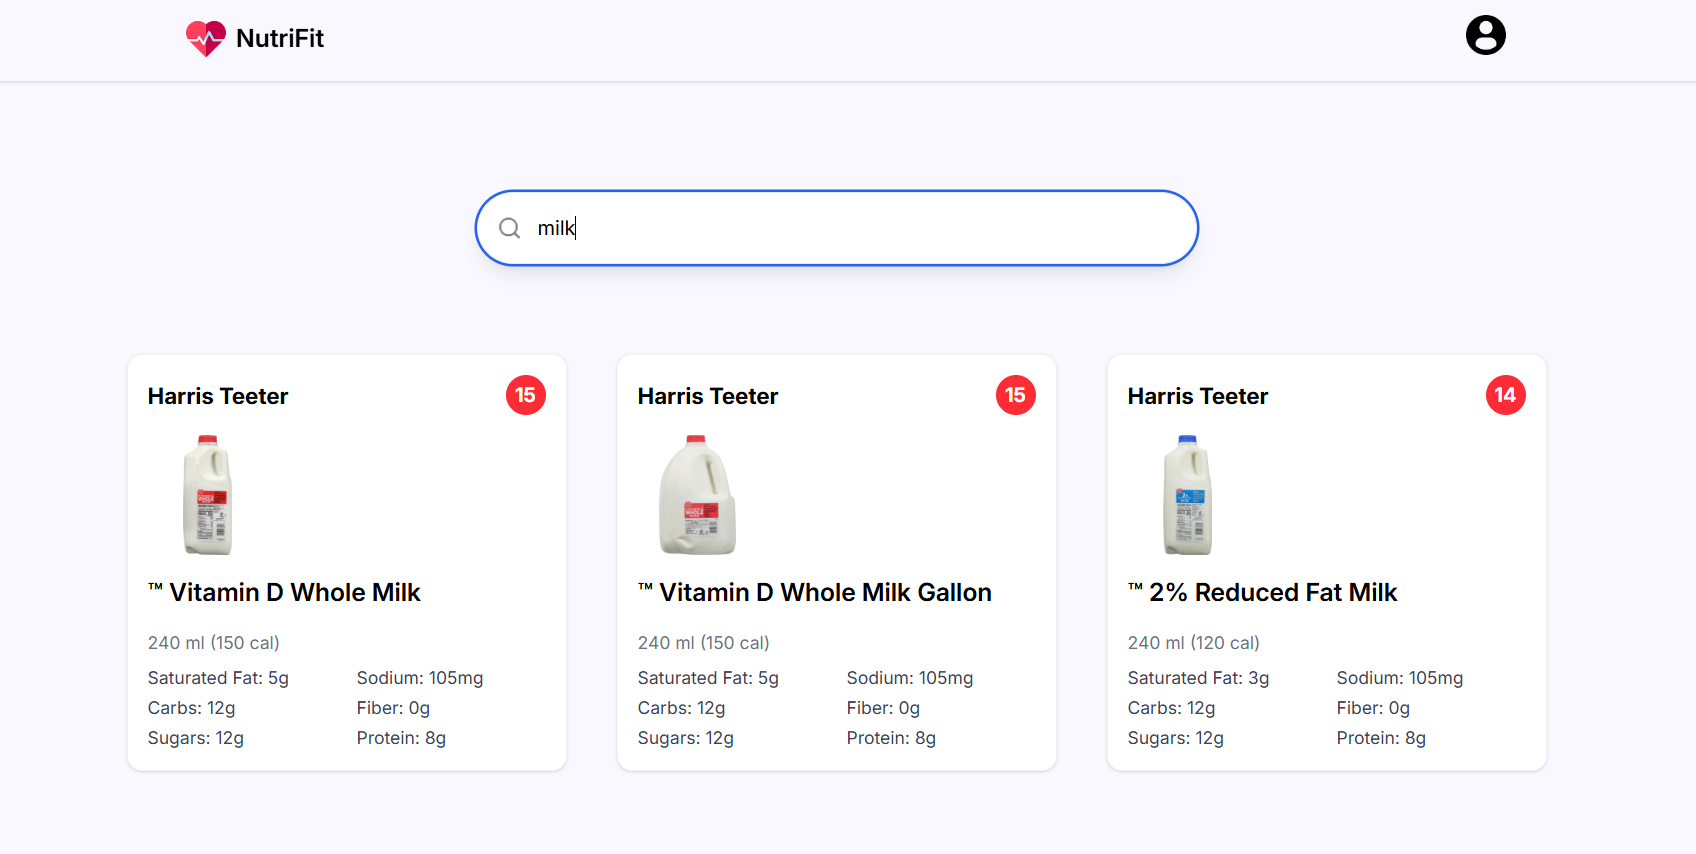 NutriFit
milk
Harris Teeter
15
WHOLE
™ Vitamin D Whole Milk
240 ml (150 cal)
Saturated Fat: 5g
Sodium: 105mg
Carbs: 12g
Fiber: 0g
Sugars: 12g
Protein: 8g
Harris Teeter
15
WHOLE
™ Vitamin D Whole Milk Gallon
240 ml (150 cal)
Saturated Fat: 5g
Sodium: 105mg
Carbs: 12g
Fiber: 0g
Sugars: 12g
Protein: 8g
Harris Teeter
14
2%
™ 2% Reduced Fat Milk
240 ml (120 cal)
Saturated Fat: 3g
Sodium: 105mg
Carbs: 12g
Fiber: 0g
Sugars: 12g
Protein: 8g